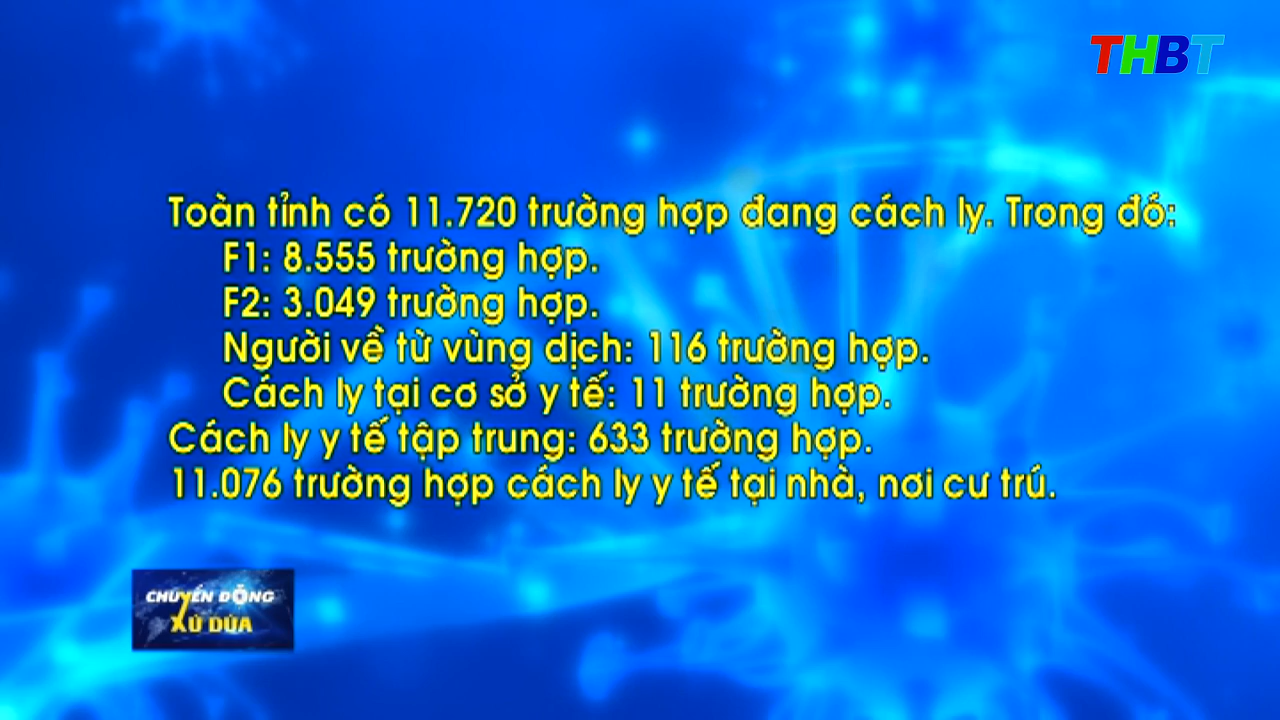 THBT
Toàn tỉnh có 11.720 trường hợp đang cách ly. Trong đó:
F1: 8.555 trường hợp.
F2: 3.049 trường hợp.
Người về từ vùng dịch: 116 trường hợp.
Cách ly tại cơ sở y tế: 11 trường hợp.
Cách ly y tế tập trung: 633 trường hợp.
11.076 trường hợp cách ly y tế tại nhà, nơi cư trú.
CHUYỂN ĐỘNG
XỨ DỪA